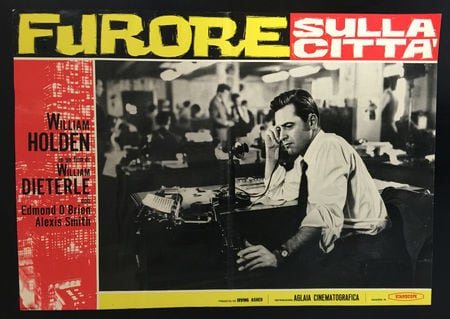 FURORE
SULLA
CITTA'
WILLIAM
HOLDEN
WILLIAM
DIETERLE
Edmond O'Brien
Alexis Smith
IRVING ASHER
AGLAIA CINEMATOGRAFICA